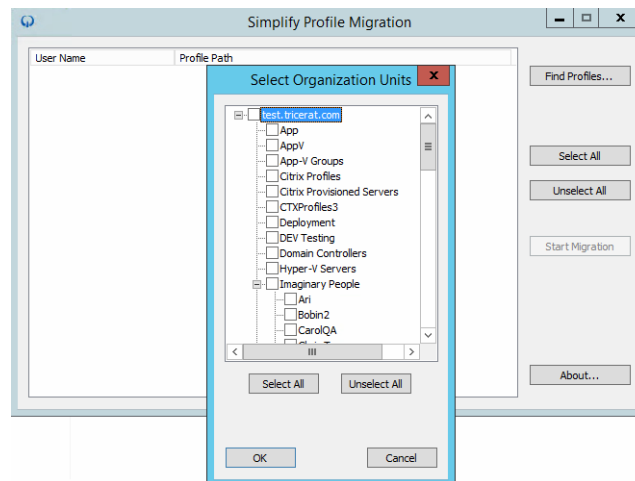 Simplify Profile Migration
User Name Profile Path
Find Profiles...
Select All
Unselect All
Start Migration
About...
Select Organization Units
test.tricerat.com
App
AppV
App-V Groups
Citrix Profiles
Citrix Provisioned Servers
CTXProfiles3
Deployment
DEV Testing
Domain Controllers
Hyper-V Servers
Imaginary People
Ari
Bobin2
CarolQA
Select All Unselect All
OK Cancel